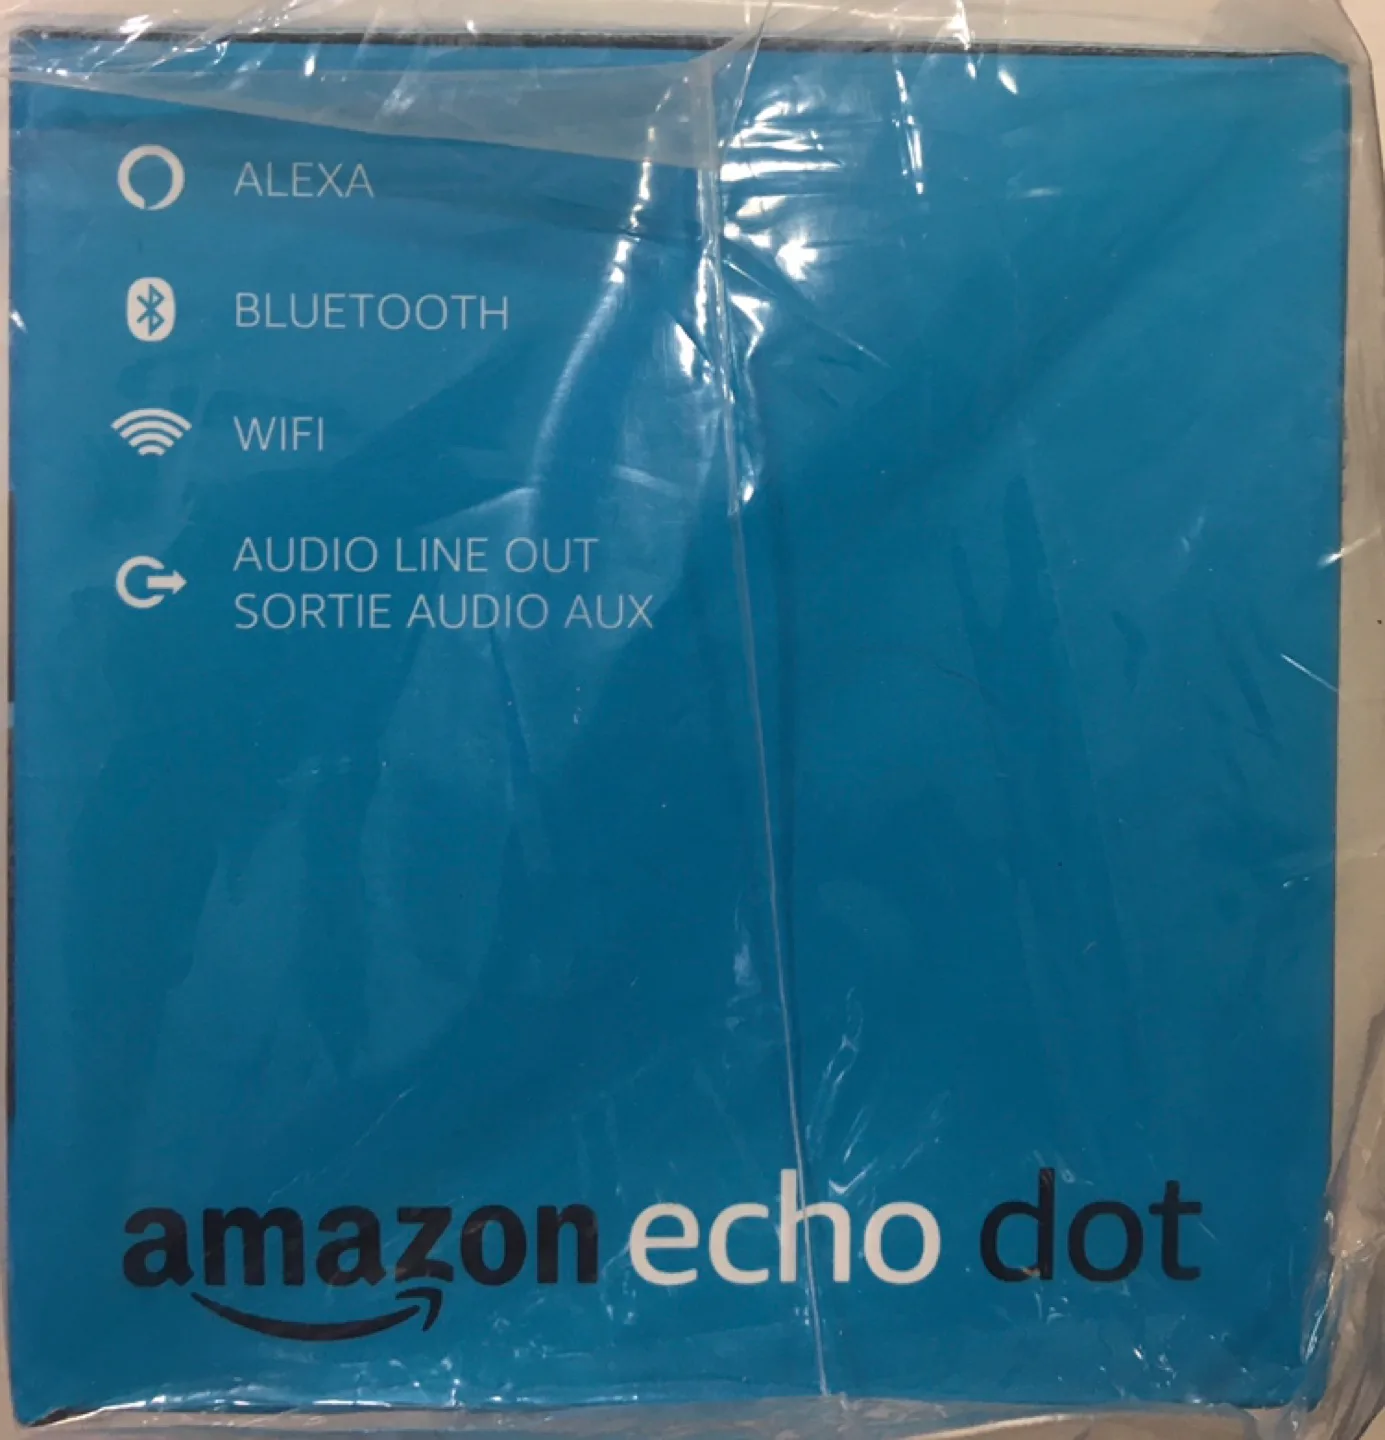 ALEXA
BLUETOOTH
WIFI
AUDIO LINE OUT
SORTIE AUDIO AUX
amazon echo dot